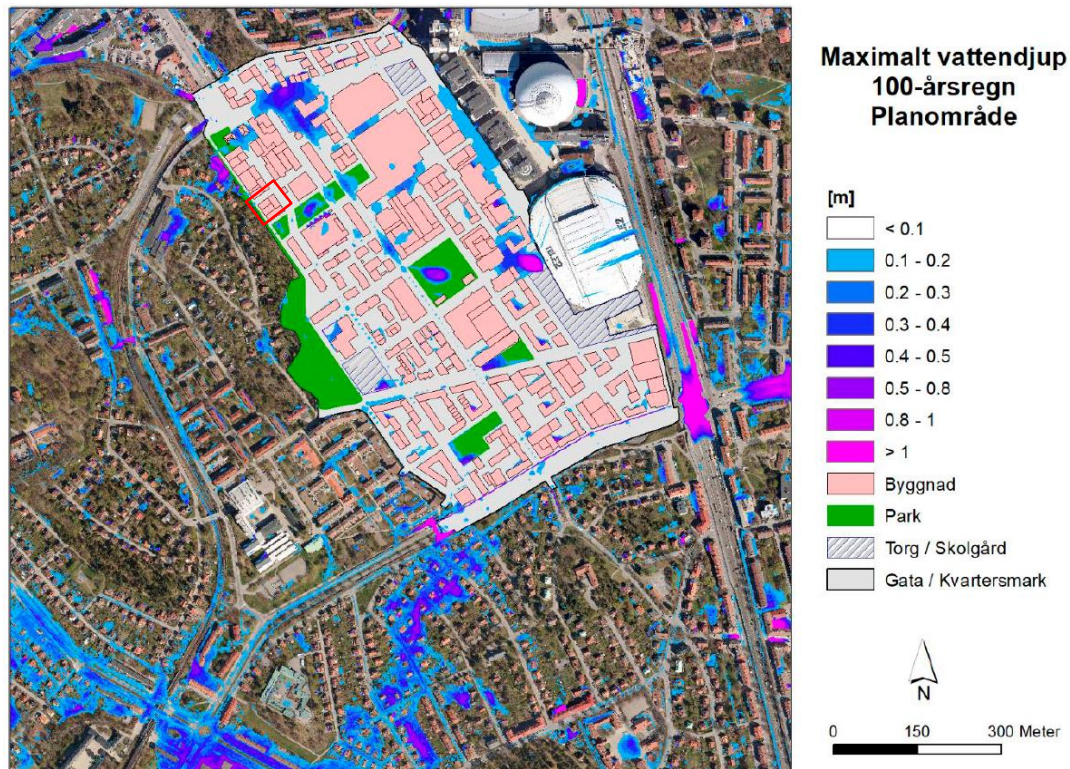 Maximalt vattendjup
100-årsregn
Planområde
[m]
< 0.1
0.1 - 0.2
0.2 - 0.3
0.3 - 0.4
0.4 - 0.5
0.5 - 0.8
0.8 - 1
> 1
Byggnad
Park
Torg / Skolgård
Gata / Kvartersmark
N
0 150 300 Meter